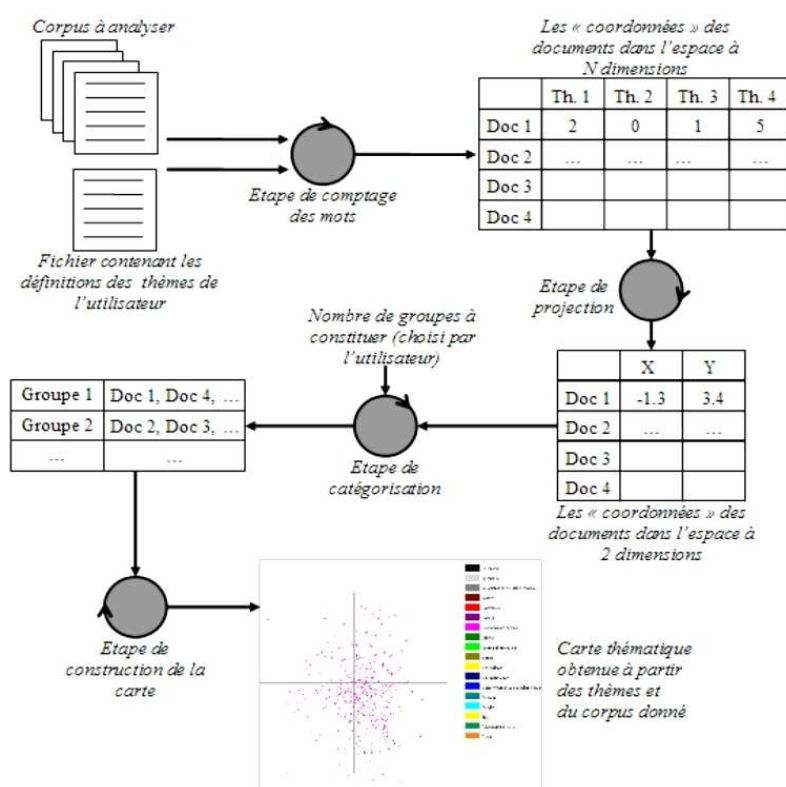 Corpus à analyser
Fichier contenant les
définitions des thèmes de
l'utilisateur
Etape de comptage
des mots
Les « coordonnées » des
documents dans l'espace à
N dimensions
Th. 1 Th. 2 Th. 3 Th. 4
Doc 1 2 0 1 5
Doc 2 ... ... ... ...
Doc 3
Doc 4
Etape de
projection
X Y
Doc 1 -1.3 3.4
Doc 2 ... ...
Doc 3
Doc 4
Les « coordonnées » des
documents dans l'espace à
2 dimensions
Nombre de groupes à
constituer (choisi par
l'utilisateur)
Etape de
catégorisation
Groupe 1 Doc 1, Doc 4, ...
Groupe 2 Doc 2, Doc 3, ...
... ...
Etape de
construction de la
carte
Carte thématique
obtenue à partir
des thèmes et
du corpus donné